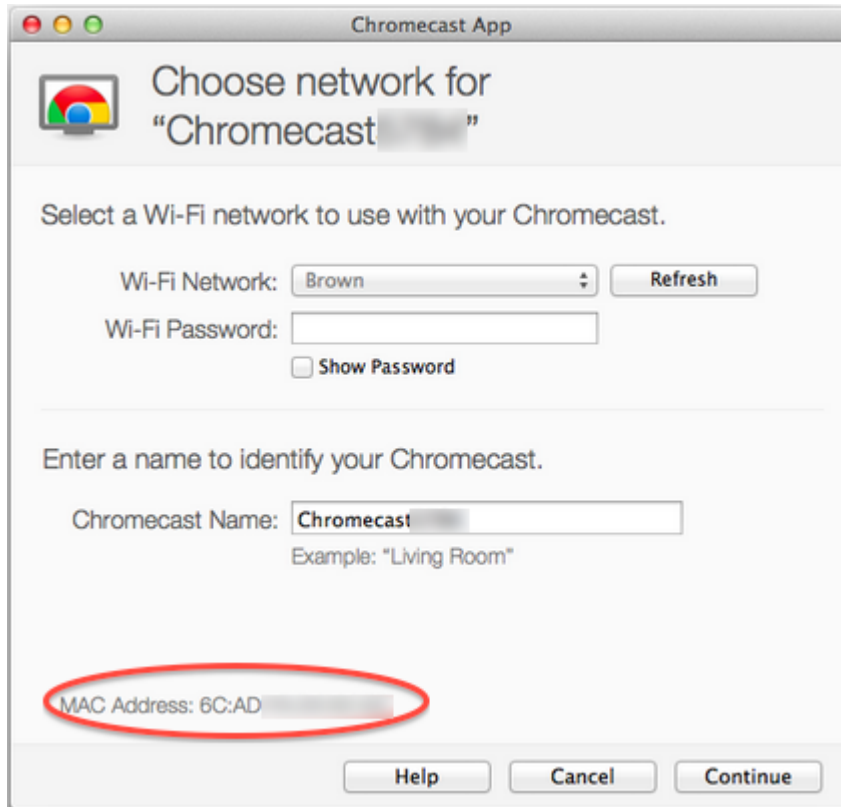 Chromecast App
Choose network for
“Chromecast ”
Select a Wi-Fi network to use with your Chromecast.
Wi-Fi Network: Brown Refresh
Wi-Fi Password:
Show Password
Enter a name to identify your Chromecast.
Chromecast Name: Chromecast
Example: “Living Room”
MAC Address: 6C:AD
Help Cancel Continue